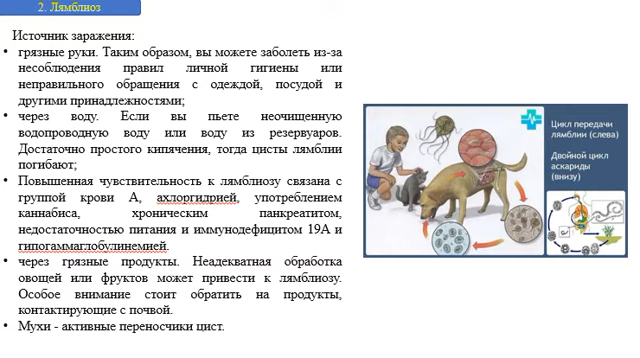 2. Лямблиоз
Источник заражения:
• грязные руки. Таким образом, вы можете заболеть из-за
несоблюдения правил личной гигиены или
неправильного обращения с одеждой, посудой и
другими принадлежностями;
• через воду. Если вы пьете неочищенную
водопроводную воду или воду из резервуаров.
Достаточно простого кипячения, тогда цисты лямблии
погибают;
• Повышенная чувствительность к лямблиозу связана с
группой крови А, ахлоргидрией, употреблением
каннабиса, хроническим панкреатитом,
недостаточностью питания и иммунодефицитом 19А и
гипогаммаглобулинемией.
• через грязные продукты. Неадекватная обработка
овощей или фруктов может привести к лямблиозу.
Особое внимание стоит обратить на продукты,
контактирующие с почвой.
• Мухи - активные переносчики цист.
Цикл передачи
лямблии (слева)
Двойной цикл
аскариды
(внизу)